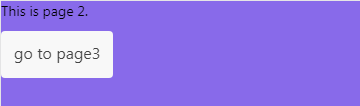 This is page 2.
go to page3